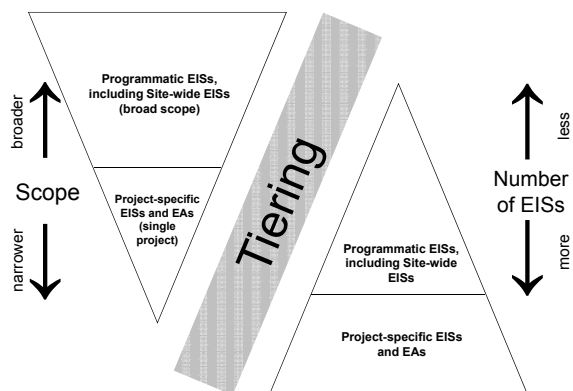 Programmatic EISs,
including Site-wide EISs
(broad scope)
broader
Scope
narrower
Project-specific
EISs and EAs
(single
project)
Tiering
less
Number
of EISs
more
Programmatic EISs,
including Site-wide
EISs
Project-specific EISs
and EAs